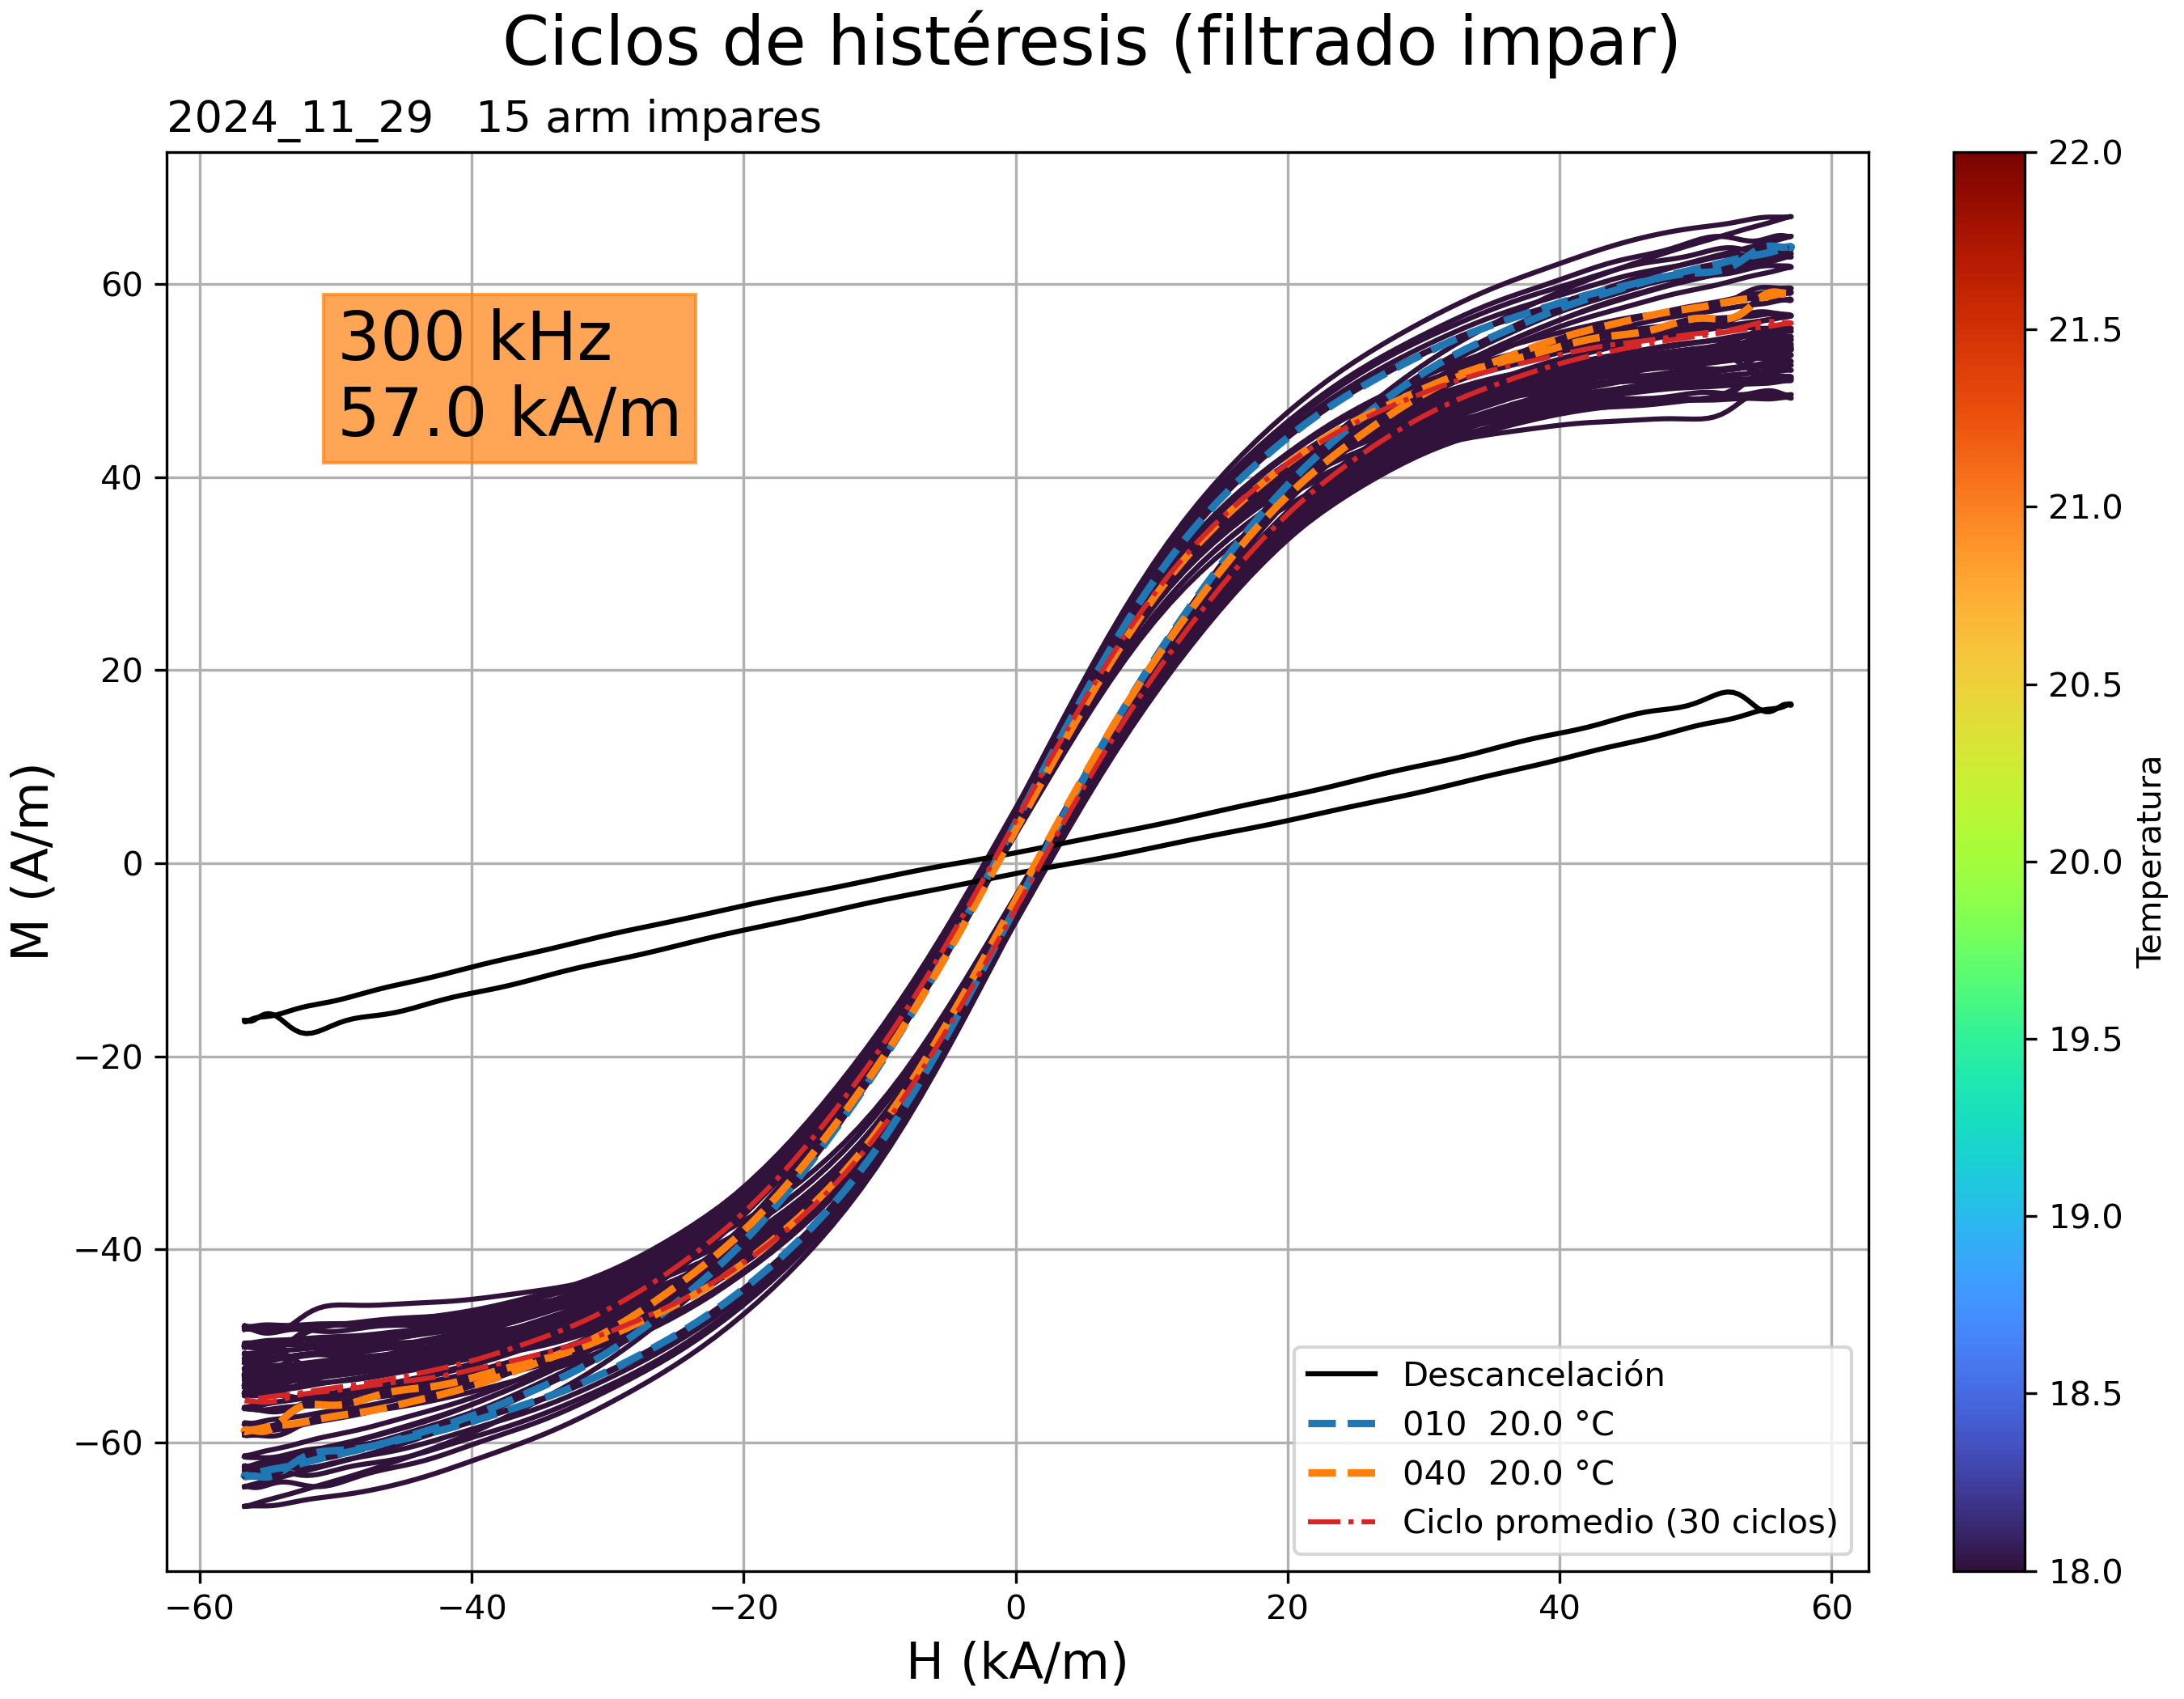 Ciclos de histéresis (filtrado impar)
2024_11_29   15 arm impares
300 kHz
57.0 kA/m
M (A/m)
60
40
20
0
−20
−40
−60
−60
−40
−20
0
20
40
60
H (kA/m)
Descancelación
010  20.0 °C
040  20.0 °C
Ciclo promedio (30 ciclos)
22.0
21.5
21.0
20.5
20.0
19.5
19.0
18.5
18.0
Temperatura